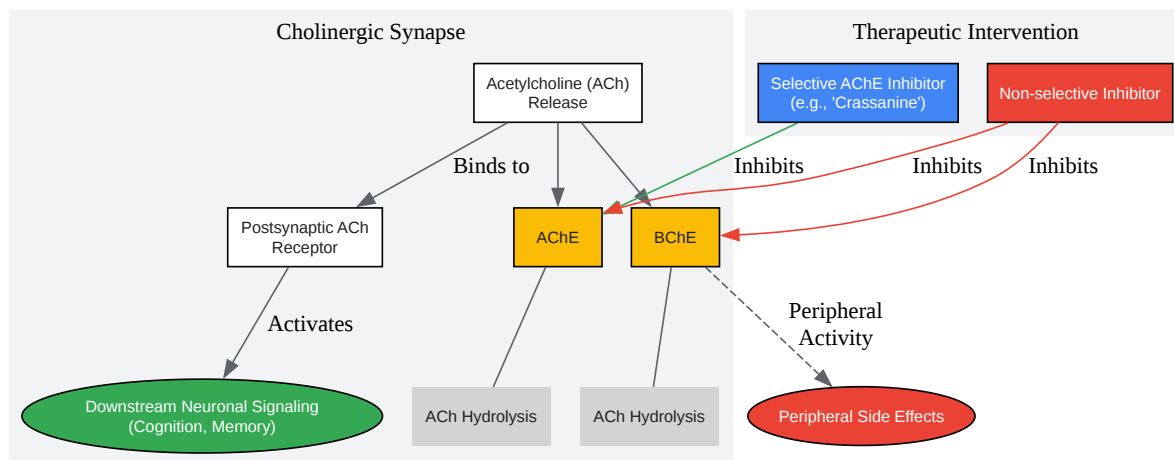 Cholinergic Synapse
Therapeutic Intervention
Acetylcholine (ACh)
Release
Selective AChE Inhibitor
(e.g., 'Crassanine')
Non-selective Inhibitor
Binds to
Inhibits
Inhibits
Inhibits
Postsynaptic ACh
Receptor
AChE
BChE
Activates
Peripheral
Activity
Downstream Neuronal Signaling
(Cognition, Memory)
ACh Hydrolysis
ACh Hydrolysis
Peripheral Side Effects